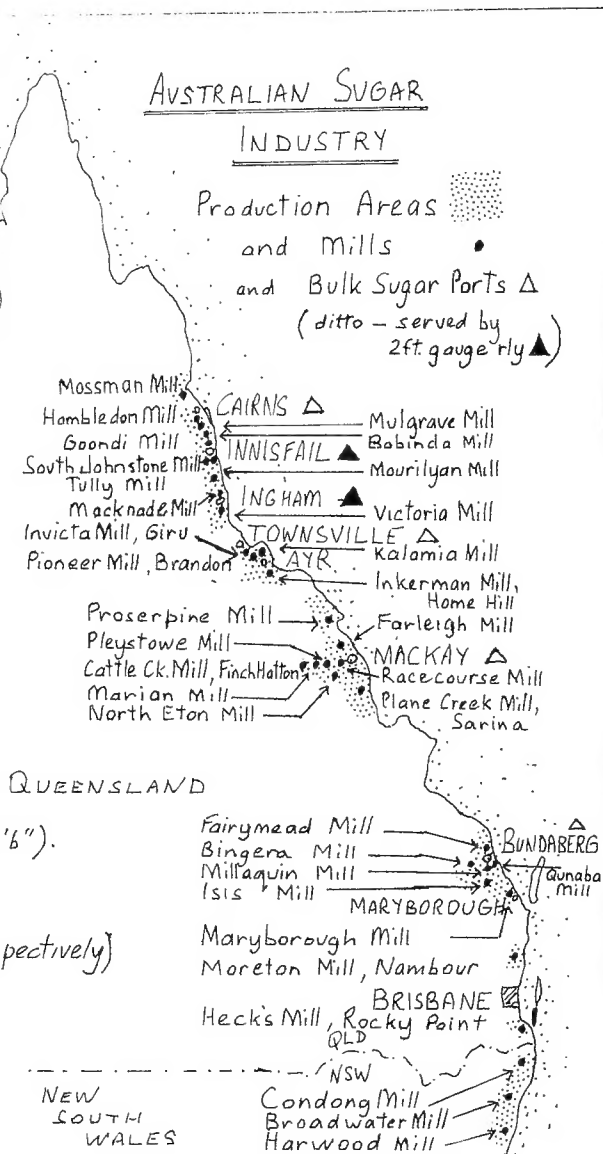 AUSTRALIAN SUGAR
INDUSTRY
Production Areas
and Mills
and Bulk Sugar Ports
(ditto - served by
2ft. gauge rly)
Mossman Mill
Hambledon Mill
CAIRNS
Mulgrave Mill
Goondi Mill
Babinda Mill
INNISFAIL
South Johnstone Mill
Mourilyan Mill
Tully Mill
INGHAM
Macknade Mill
Victoria Mill
Invicta Mill, Giru
TOWNSVILLE
Kalamia Mill
Pioneer Mill, Brandon
AYR
Inkerman Mill,
Home Hill
Proserpine Mill
Farleigh Mill
Pleystowe Mill
MACKAY
Cattle Ck. Mill, Finch Hatton
Racecourse Mill
Marian Mill
Plane Creek Mill,
Sarina
North Eton Mill
QUEENSLAND
'6").
Fairymead Mill
BUNDABERG
Bingera Mill
Qunaba
Mill
Millaquin Mill
Isis Mill
MARYBOROUGH
Maryborough Mill
pectively)
Moreton Mill, Nambour
BRISBANE
Heck's Mill, Rocky Point
QLD
NSW
NEW
SOUTH
WALES
Condong Mill
Broadwater Mill
Harwood Mill